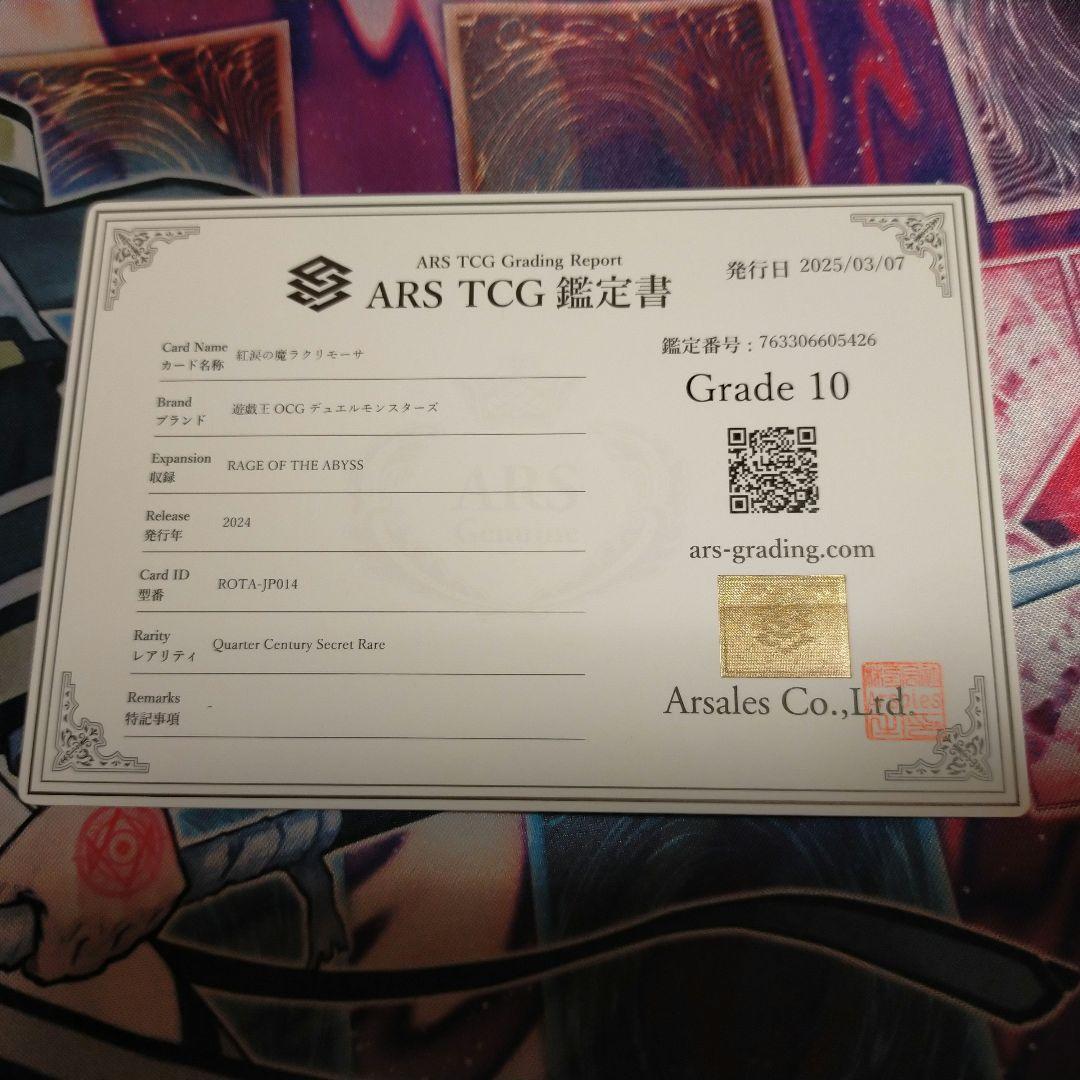 ARS TCG Grading Report
ARS TCG 鑑定書
発行日 2025/03/07
Card Name
カード名称
紅涙の魔ラクリモーサ
Brand
ブランド
遊戯王 OCG デュエルモンスターズ
Expansion
収録
RAGE OF THE ABYSS
Release
発行年
2024
Card ID
型番
ROTA-JP014
Rarity
レアリティ
Quarter Century Secret Rare
Remarks
特記事項
-
ARS
Genuine
鑑定番号 : 763306605426
Grade 10
ars-grading.com
Arsales Co.,Ltd.